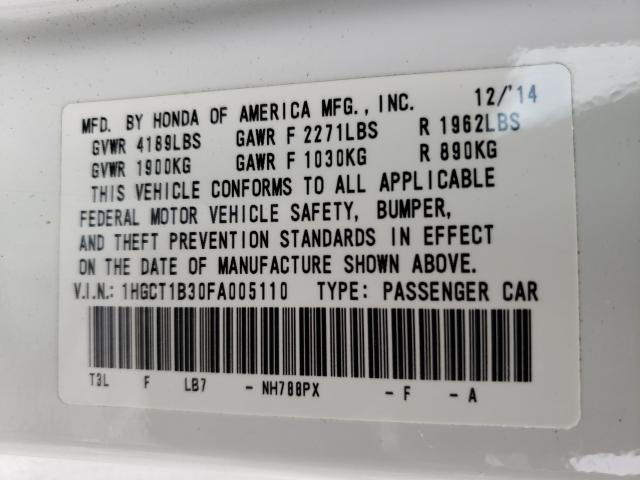 MFD. BY HONDA OF AMERICA MFG., INC. 12/'14
GVWR 4189LBS GAWR F 2271LBS R 1962LBS
GVWR 1900KG GAWR F 1030KG R 890KG
THIS VEHICLE CONFORMS TO ALL APPLICABLE
FEDERAL MOTOR VEHICLE SAFETY, BUMPER,
AND THEFT PREVENTION STANDARDS IN EFFECT
ON THE DATE OF MANUFACTURE SHOWN ABOVE.
V.I.N.: 1HGCT1B30FA005110 TYPE: PASSENGER CAR
T3L F LB7 - NH788PX - F - A